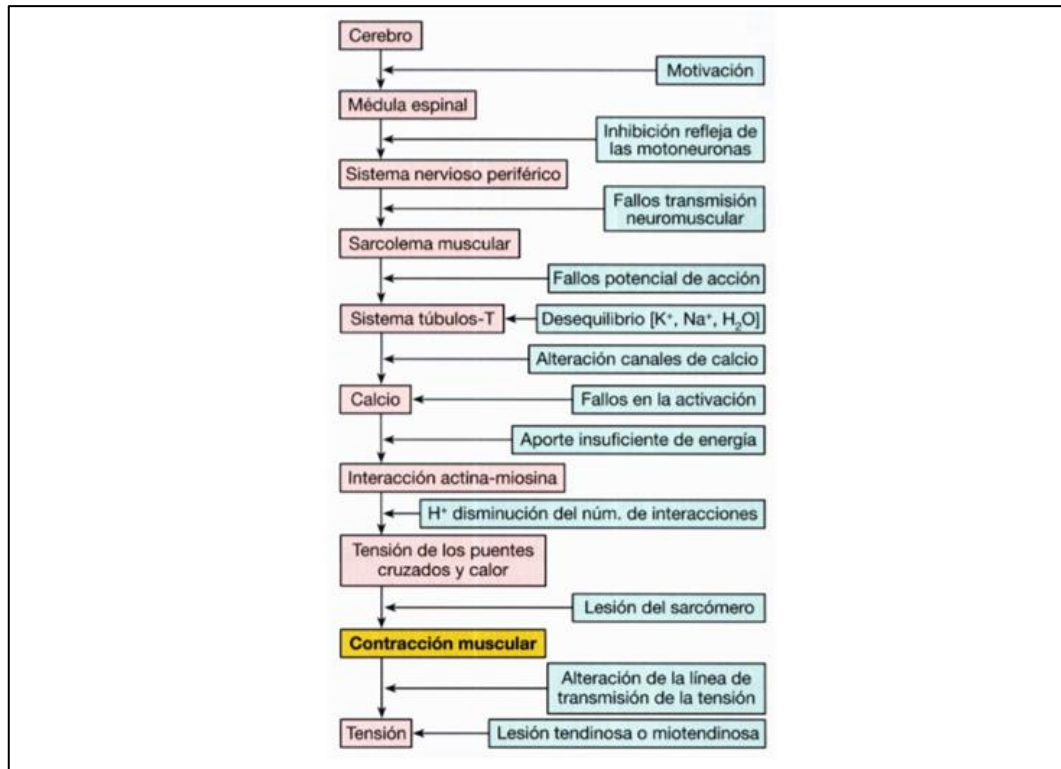 Cerebro
Motivación
Médula espinal
Inhibición refleja de
las motoneuronas
Sistema nervioso periférico
Fallos transmisión
neuromuscular
Sarcolema muscular
Fallos potencial de acción
Sistema túbulos-T
Desequilibrio [K⁺, Na⁺, H₂O]
Alteración canales de calcio
Calcio
Fallos en la activación
Aporte insuficiente de energía
Interacción actina-miosina
H⁺ disminución del núm. de interacciones
Tensión de los puentes
cruzados y calor
Lesión del sarcómero
Contracción muscular
Alteración de la línea de
transmisión de la tensión
Tensión
Lesión tendinosa o miotendinosa